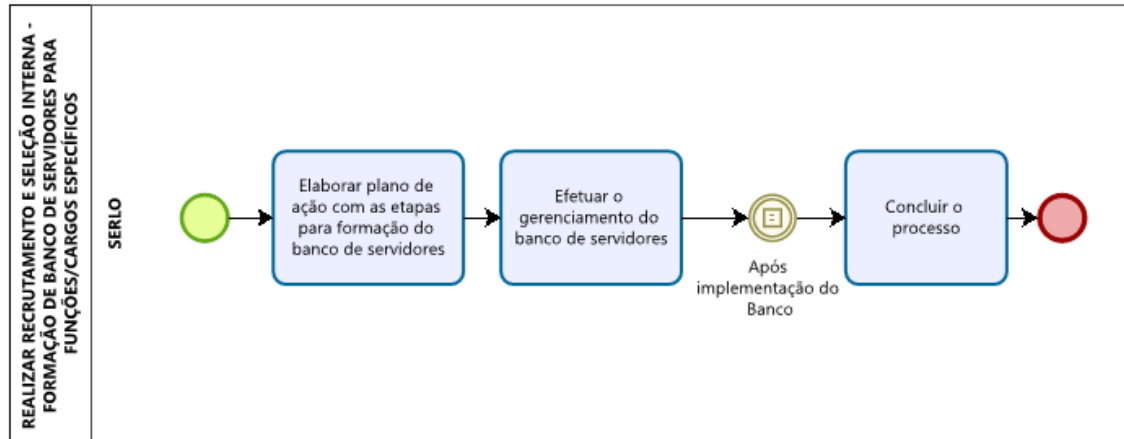 REALIZAR RECRUTAMENTO E SELEÇÃO INTERNA -
FORMAÇÃO DE BANCO DE SERVIDORES PARA
FUNÇÕES/CARGOS ESPECÍFICOS
SERLO
Elaborar plano de
ação com as etapas
para formação do
banco de servidores
Efetuar o
gerenciamento do
banco de servidores
Após
implementação do
Banco
Concluir o
processo